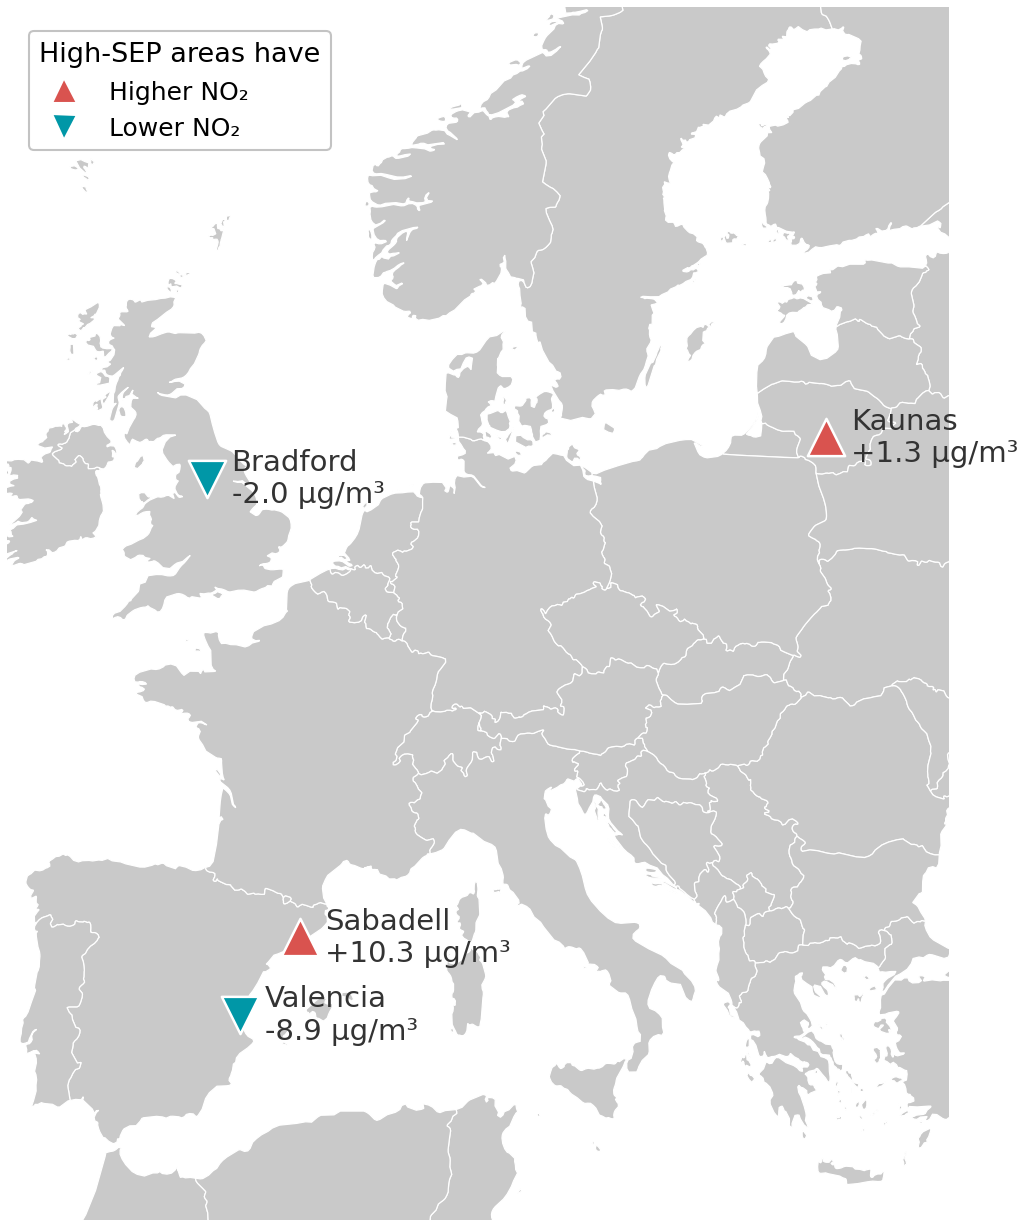 High-SEP areas have
Higher NO₂
Lower NO₂
Kaunas
+1.3 µg/m³
Bradford
-2.0 µg/m³
Sabadell
+10.3 µg/m³
Valencia
-8.9 µg/m³